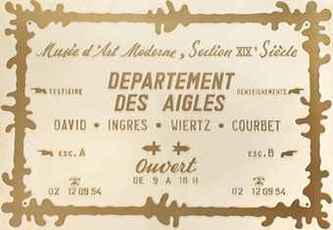 Musée d'Art Moderne, Section XIXe Siècle
DEPARTEMENT
VESTIAIRE RENSEIGNEMENTS
DES AIGLES
DAVID • INGRES • WIERTZ • COURBET
ESC. A ESC. B
Ouvert
DE 9 A 18 H
02 12 09 54 02 12 09 54